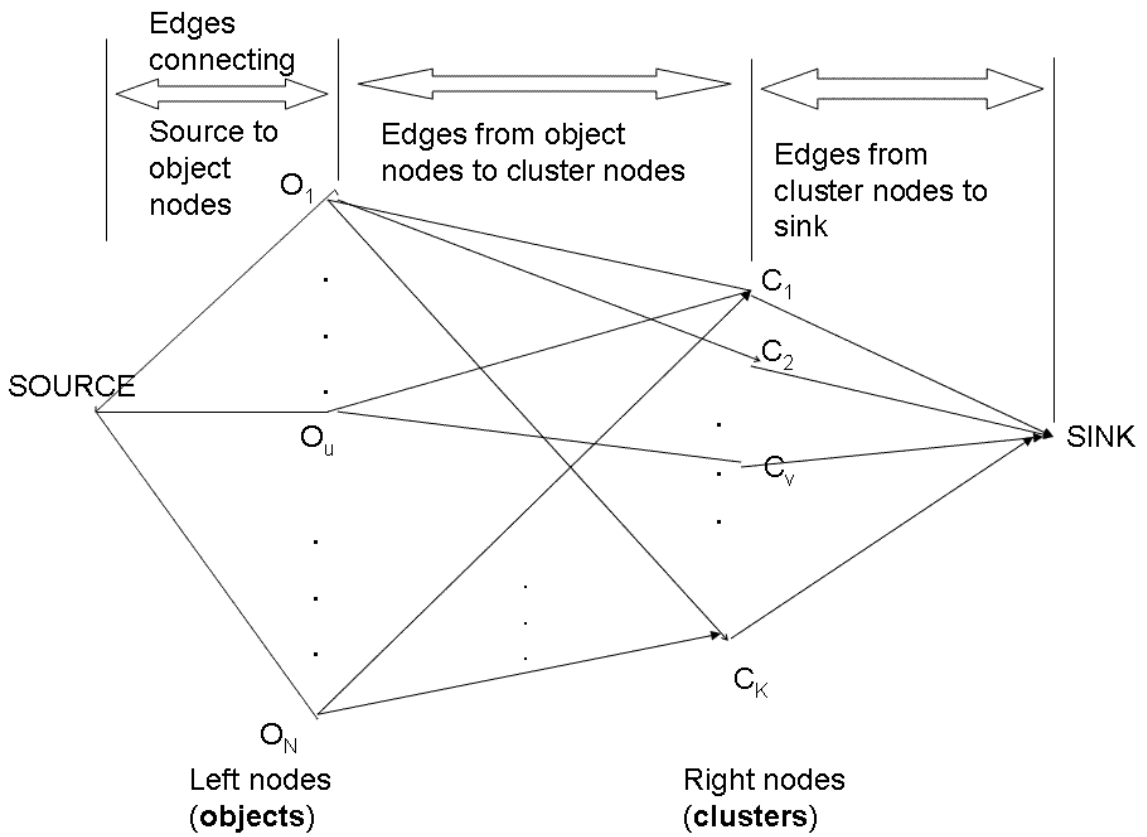 Edges
connecting
Source to
object
nodes
Edges from object
nodes to cluster nodes
Edges from
cluster nodes to
sink
O1
C1
C2
SOURCE
Ou
SINK
Cv
CK
ON
Left nodes
(objects)
Right nodes
(clusters)